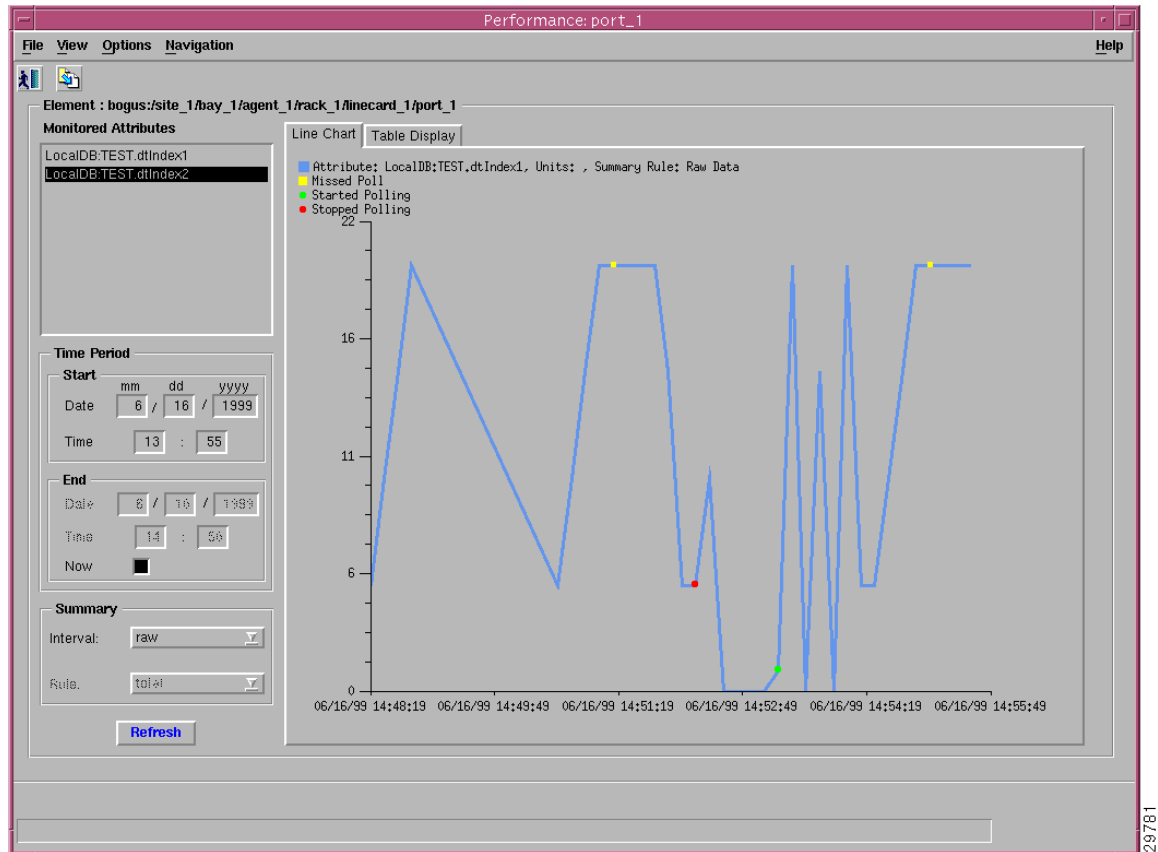 Performance: port_1
File View Options Navigation Help
Element : bogus:/site_1/bay_1/agent_1/rack_1/linecard_1/port_1
Monitored Attributes
LocalDB:TEST.dtIndex1
LocalDB:TEST.dtIndex2
Time Period
Start
mm dd yyyy
Date 6 / 16 / 1999
Time 13 : 55
End
Date 6 / 16 / 1999
Time 14 : 56
Now
Summary
Interval: raw
Rule: total
Refresh
Line Chart Table Display
Attribute: LocalDB:TEST.dtIndex1, Units: , Summary Rule: Raw Data
Missed Poll
Started Polling
Stopped Polling
22
16
11
6
0
06/16/99 14:48:19 06/16/99 14:49:49 06/16/99 14:51:19 06/16/99 14:52:49 06/16/99 14:54:19 06/16/99 14:55:49
29781